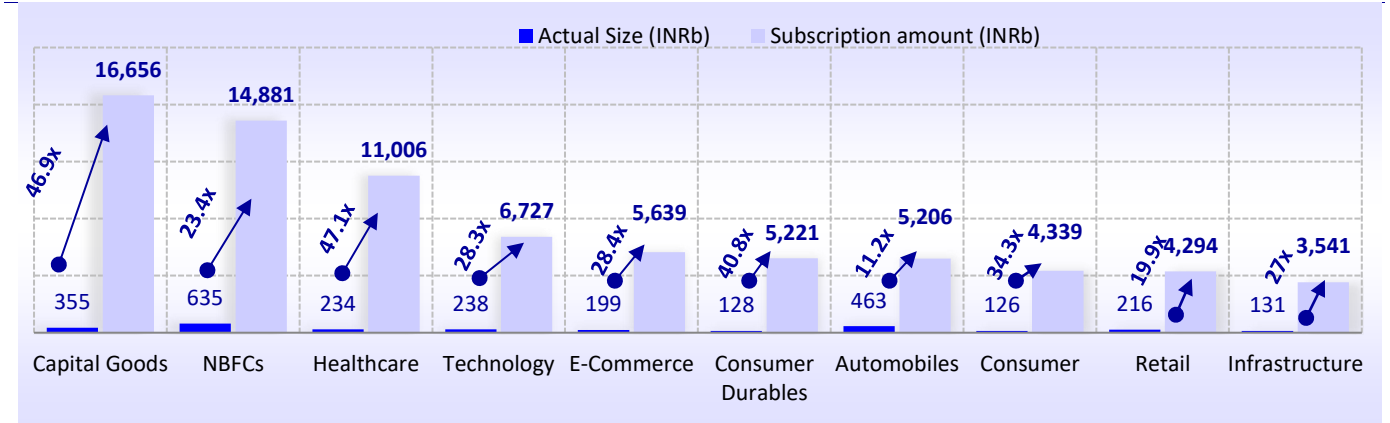 Actual Size (INRb) Subscription amount (INRb)
16,656 14,881 11,006 6,727 5,639 5,221 5,206 4,339 4,294 3,541
46.9x 23.4x 47.1x 28.3x 28.4x 40.8x 11.2x 34.3x 19.9x 27x
355 635 234 238 199 128 463 126 216 131
Capital Goods NBFCs Healthcare Technology E-Commerce Consumer Automobiles Consumer Retail Infrastructure
Durables